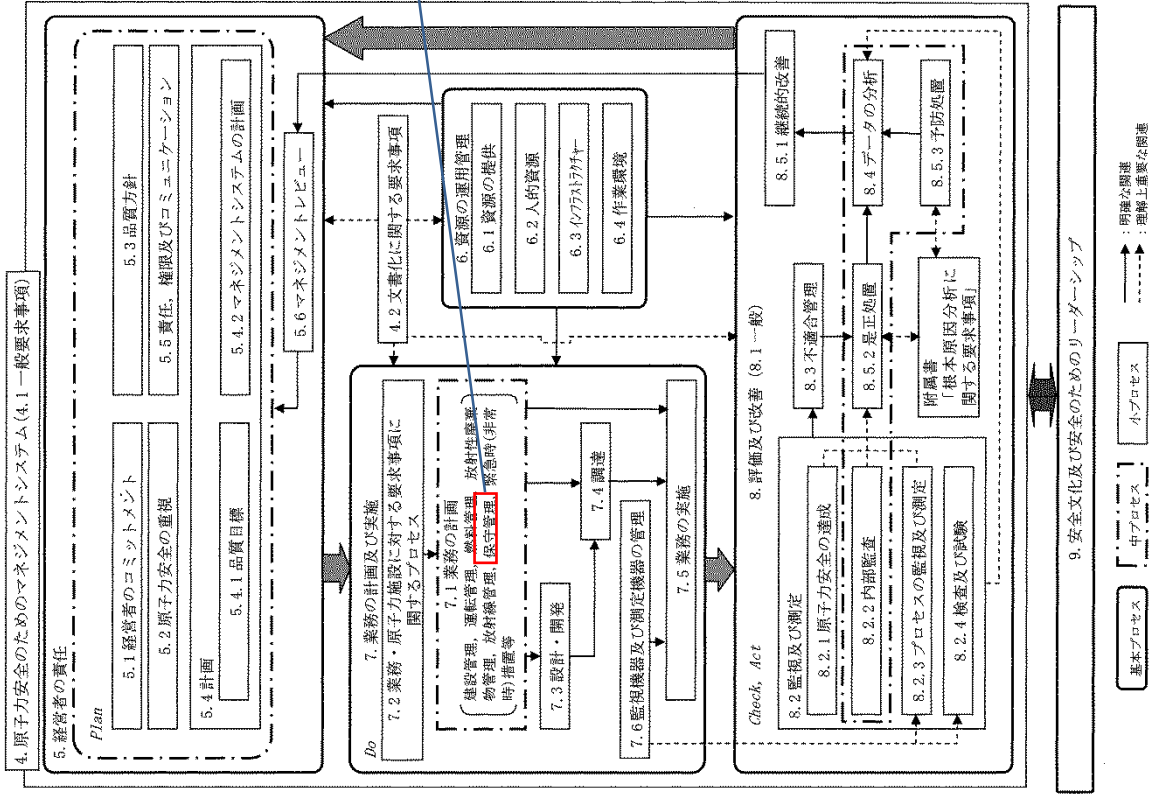 4. 原子力安全のためのマネジメントシステム(4.1 一般要求事項)
5. 経営者の責任
Plan
5.1 経営者のコミットメント
5.2 原子力安全の重視
5.3 品質方針
5.5 責任，権限及びコミュニケーション
5.4 計画
5.4.1 品質目標
5.4.2 マネジメントシステムの計画
5.6 マネジメントレビュー
4.2 文書化に関する要求事項
6. 資源の運用管理
6.1 資源の提供
6.2 人的資源
6.3 インフラストラクチャー
6.4 作業環境
Do
7. 業務の計画及び実施
7.2 業務・原子力施設に対する要求事項に
関するプロセス
7.1 業務の計画
建設管理，運転管理，燃料管理，放射性廃棄
物管理，放射線管理，保守管理，緊急時(非常
時)措置等
7.3 設計・開発
7.4 調達
7.6 監視機器及び測定機器の管理
7.5 業務の実施
Check, Act
8. 評価及び改善 (8.1 一般)
8.2 監視及び測定
8.2.1 原子力安全の達成
8.2.2 内部監査
8.2.3 プロセスの監視及び測定
8.2.4 検査及び試験
8.3 不適合管理
8.5.2 是正処置
附属書
「根本原因分析に
関する要求事項」
8.5.1 継続的改善
8.4 データの分析
8.5.3 予防処置
9. 安全文化及び安全のためのリーダーシップ
基本プロセス
中プロセス
小プロセス
：明確な関連
：理解上重要な関連